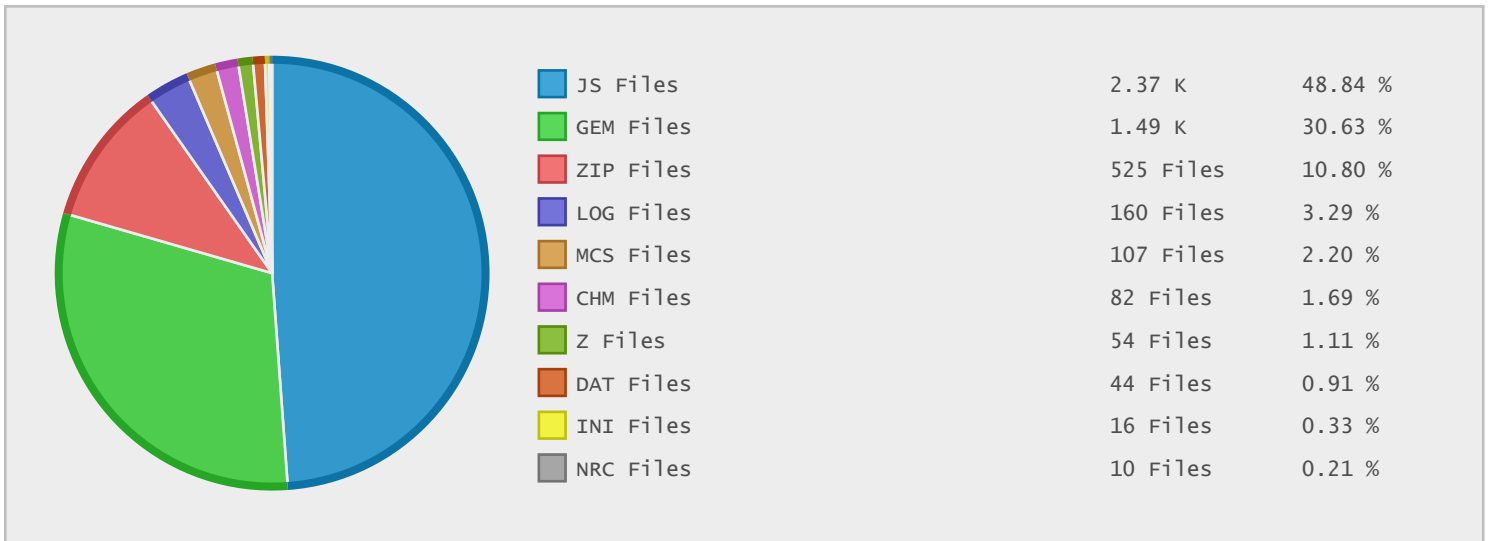 JS Files 2.37 K 48.84 %
GEM Files 1.49 K 30.63 %
ZIP Files 525 Files 10.80 %
LOG Files 160 Files 3.29 %
MCS Files 107 Files 2.20 %
CHM Files 82 Files 1.69 %
Z Files 54 Files 1.11 %
DAT Files 44 Files 0.91 %
INI Files 16 Files 0.33 %
NRC Files 10 Files 0.21 %